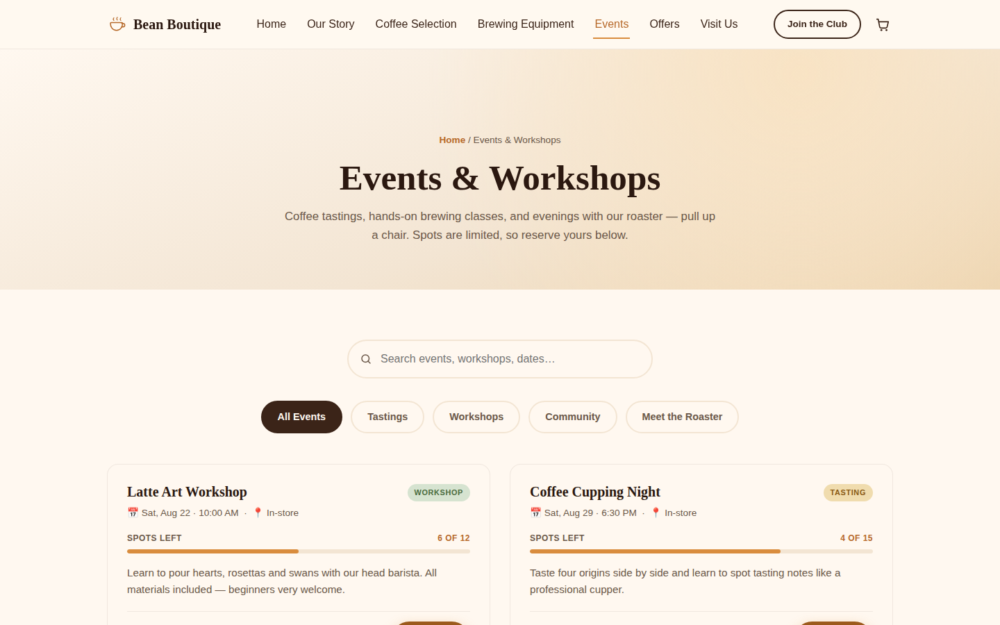 Bean Boutique
Home
Our Story
Coffee Selection
Brewing Equipment
Events
Offers
Visit Us
Join the Club
Home / Events & Workshops
Events & Workshops
Coffee tastings, hands-on brewing classes, and evenings with our roaster — pull up
a chair. Spots are limited, so reserve yours below.
Search events, workshops, dates…
All Events
Tastings
Workshops
Community
Meet the Roaster
Latte Art Workshop
WORKSHOP
📅 Sat, Aug 22 · 10:00 AM · 📍 In-store
SPOTS LEFT
6 OF 12
Learn to pour hearts, rosettas and swans with our head barista. All
materials included — beginners very welcome.
Coffee Cupping Night
TASTING
📅 Sat, Aug 29 · 6:30 PM · 📍 In-store
SPOTS LEFT
4 OF 15
Taste four origins side by side and learn to spot tasting notes like a
professional cupper.